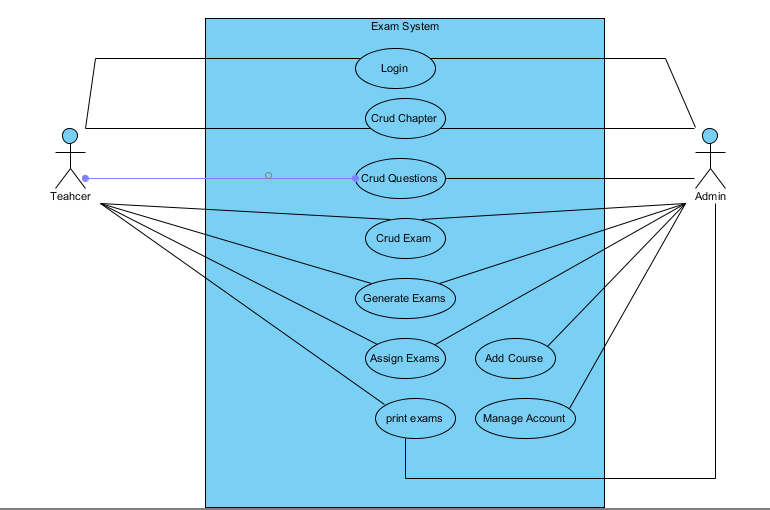 Exam System
Login
Crud Chapter
Crud Questions
Teahcer
Admin
Crud Exam
Generate Exams
Assign Exams
Add Course
print exams
Manage Account